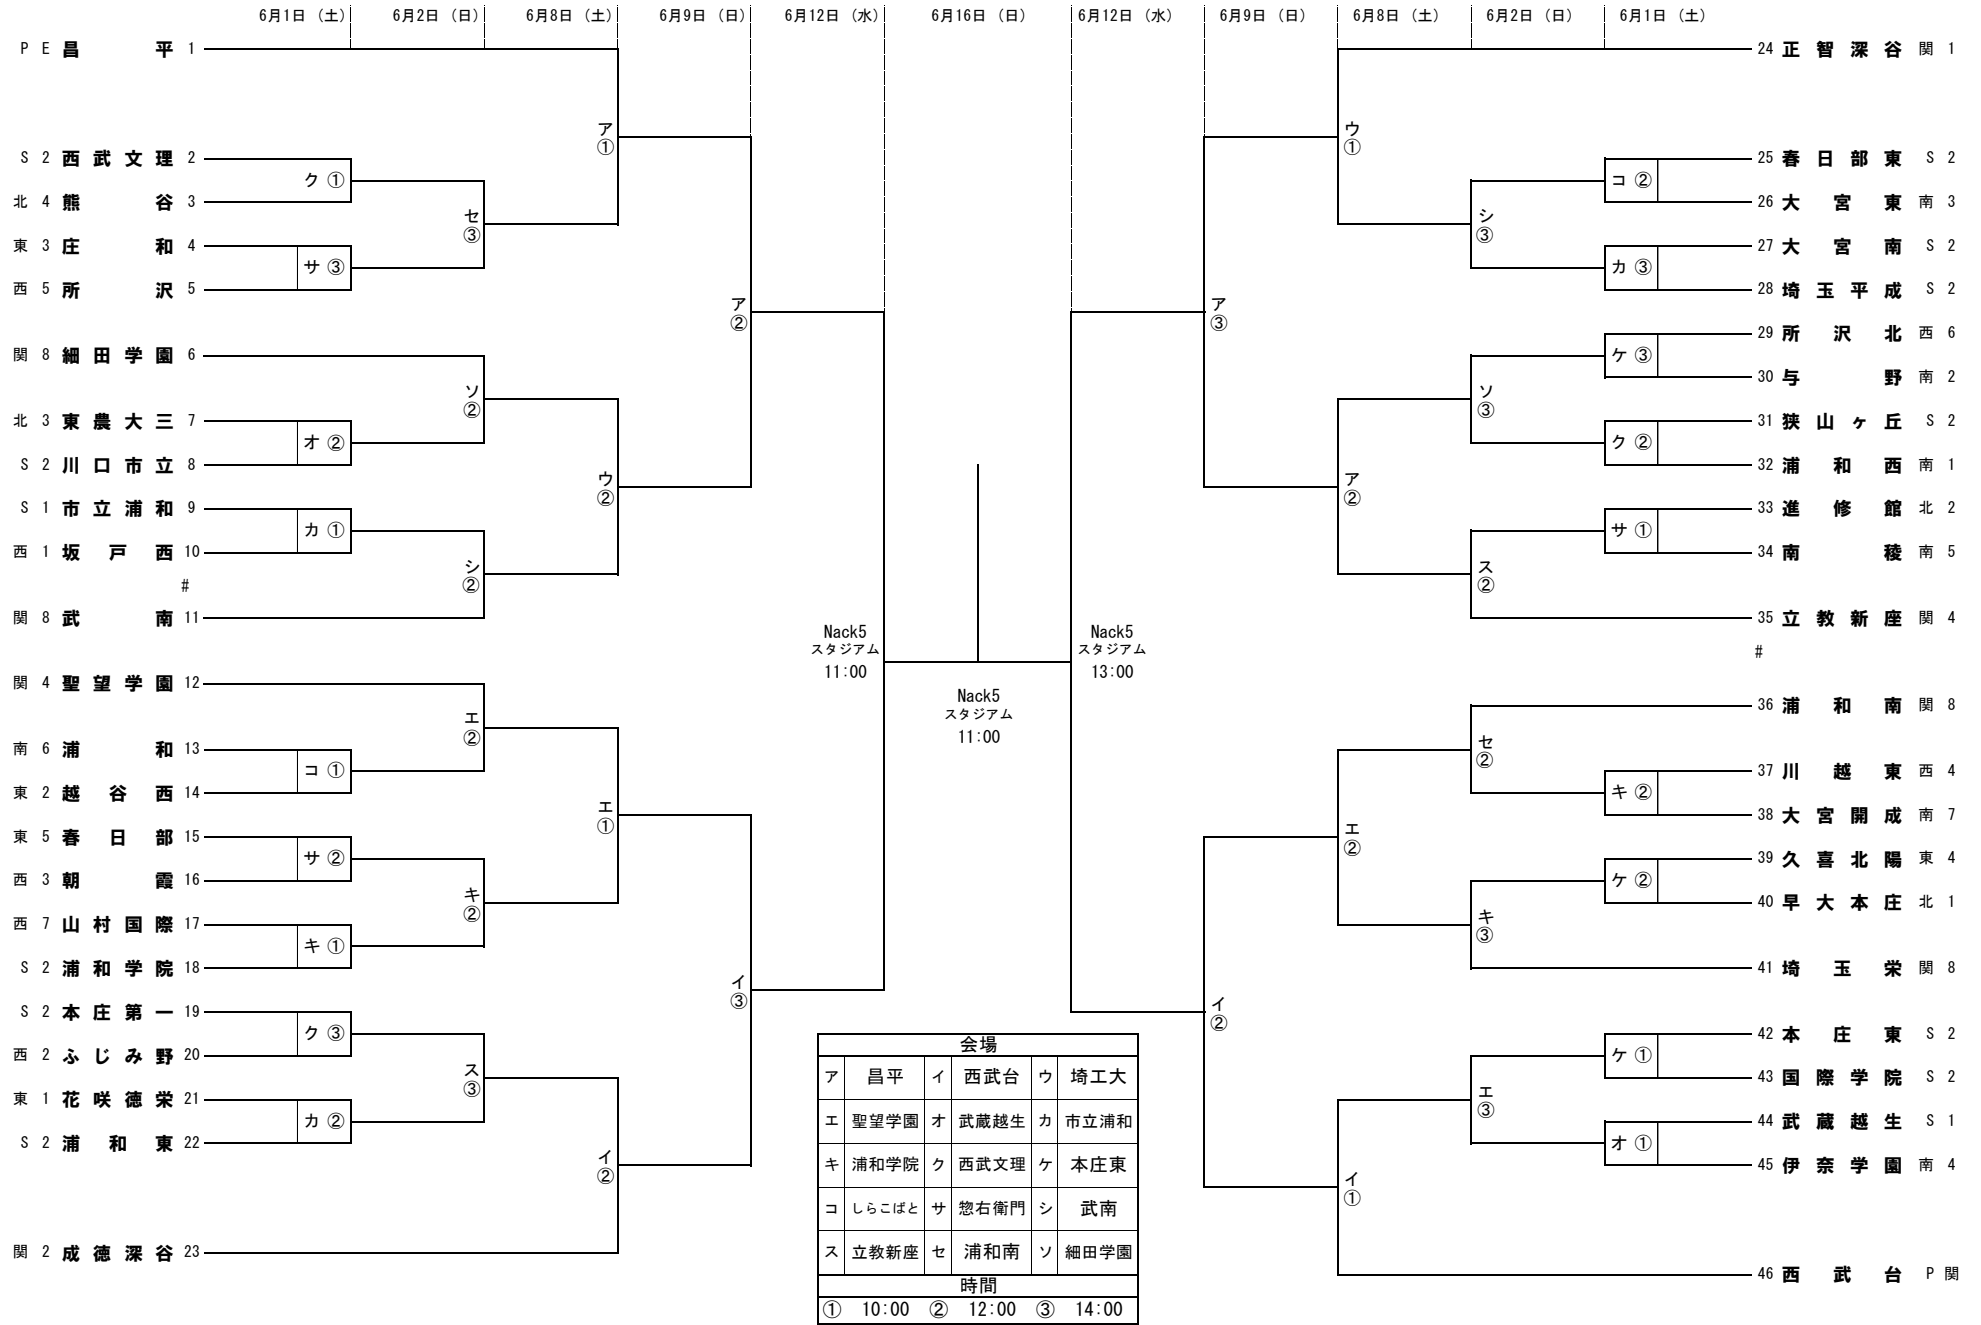 6月1日（土） 6月2日（日） 6月8日（土） 6月9日（日） 6月12日（水） 6月16日（日） 6月12日（水） 6月9日（日） 6月8日（土） 6月2日（日） 6月1日（土）
P E 昌平 1
ア①
S 2 西武文理 2
ク①
北 4 熊谷 3
セ③
東 3 庄和 4
サ③
西 5 所沢 5
ア②
関 8 細田学園 6
ソ②
北 3 東農大三 7
オ②
S 2 川口市立 8
ウ②
S 1 市立浦和 9
カ①
西 1 坂戸西 10
シ②
#
関 8 武南 11
Nack5
スタジアム
11:00
関 4 聖望学園 12
エ②
南 6 浦和 13
コ①
東 2 越谷西 14
エ①
東 5 春日部 15
サ②
西 3 朝霞 16
キ②
西 7 山村国際 17
キ①
S 2 浦和学院 18
イ③
S 2 本庄第一 19
ク③
西 2 ふじみ野 20
ス③
東 1 花咲徳栄 21
カ②
S 2 浦和東 22
イ②
関 2 成徳深谷 23
Nack5
スタジアム
11:00
24 正智深谷 関 1
ウ①
25 春日部東 S 2
コ②
26 大宮東 南 3
シ③
27 大宮南 S 2
カ③
28 埼玉平成 S 2
ア③
29 所沢北 西 6
ケ③
30 与野 南 2
ソ③
31 狭山ヶ丘 S 2
ク②
32 浦和西 南 1
ア②
33 進修館 北 2
サ①
34 南稜 南 5
ス②
35 立教新座 関 4
#
Nack5
スタジアム
13:00
36 浦和南 関 8
セ②
37 川越東 西 4
キ②
38 大宮開成 南 7
エ②
39 久喜北陽 東 4
ケ②
40 早大本庄 北 1
キ③
41 埼玉栄 関 8
イ②
42 本庄東 S 2
ケ①
43 国際学院 S 2
エ③
44 武蔵越生 S 1
オ①
45 伊奈学園 南 4
イ①
46 西武台 P 関
会場
ア 昌平 イ 西武台 ウ 埼工大
エ 聖望学園 オ 武蔵越生 カ 市立浦和
キ 浦和学院 ク 西武文理 ケ 本庄東
コ しらこばと サ 惣右衛門 シ 武南
ス 立教新座 セ 浦和南 ソ 細田学園
時間
① 10:00 ② 12:00 ③ 14:00